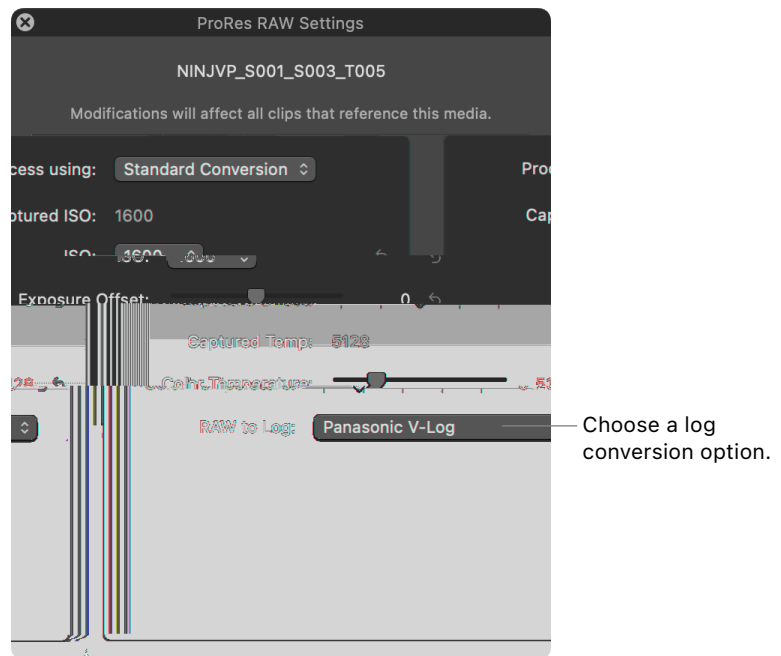 ProRes RAW Settings
NINJVP_S001_S003_T005
Modifications will affect all clips that reference this media.
cess using: Standard Conversion
Pro
ptured ISO: 1600
Cap
ISO: 1600
Exposure Offset: 0
Captured Temp: 5128
Color Temperature:
RAW to Log: Panasonic V-Log
Choose a log
conversion option.